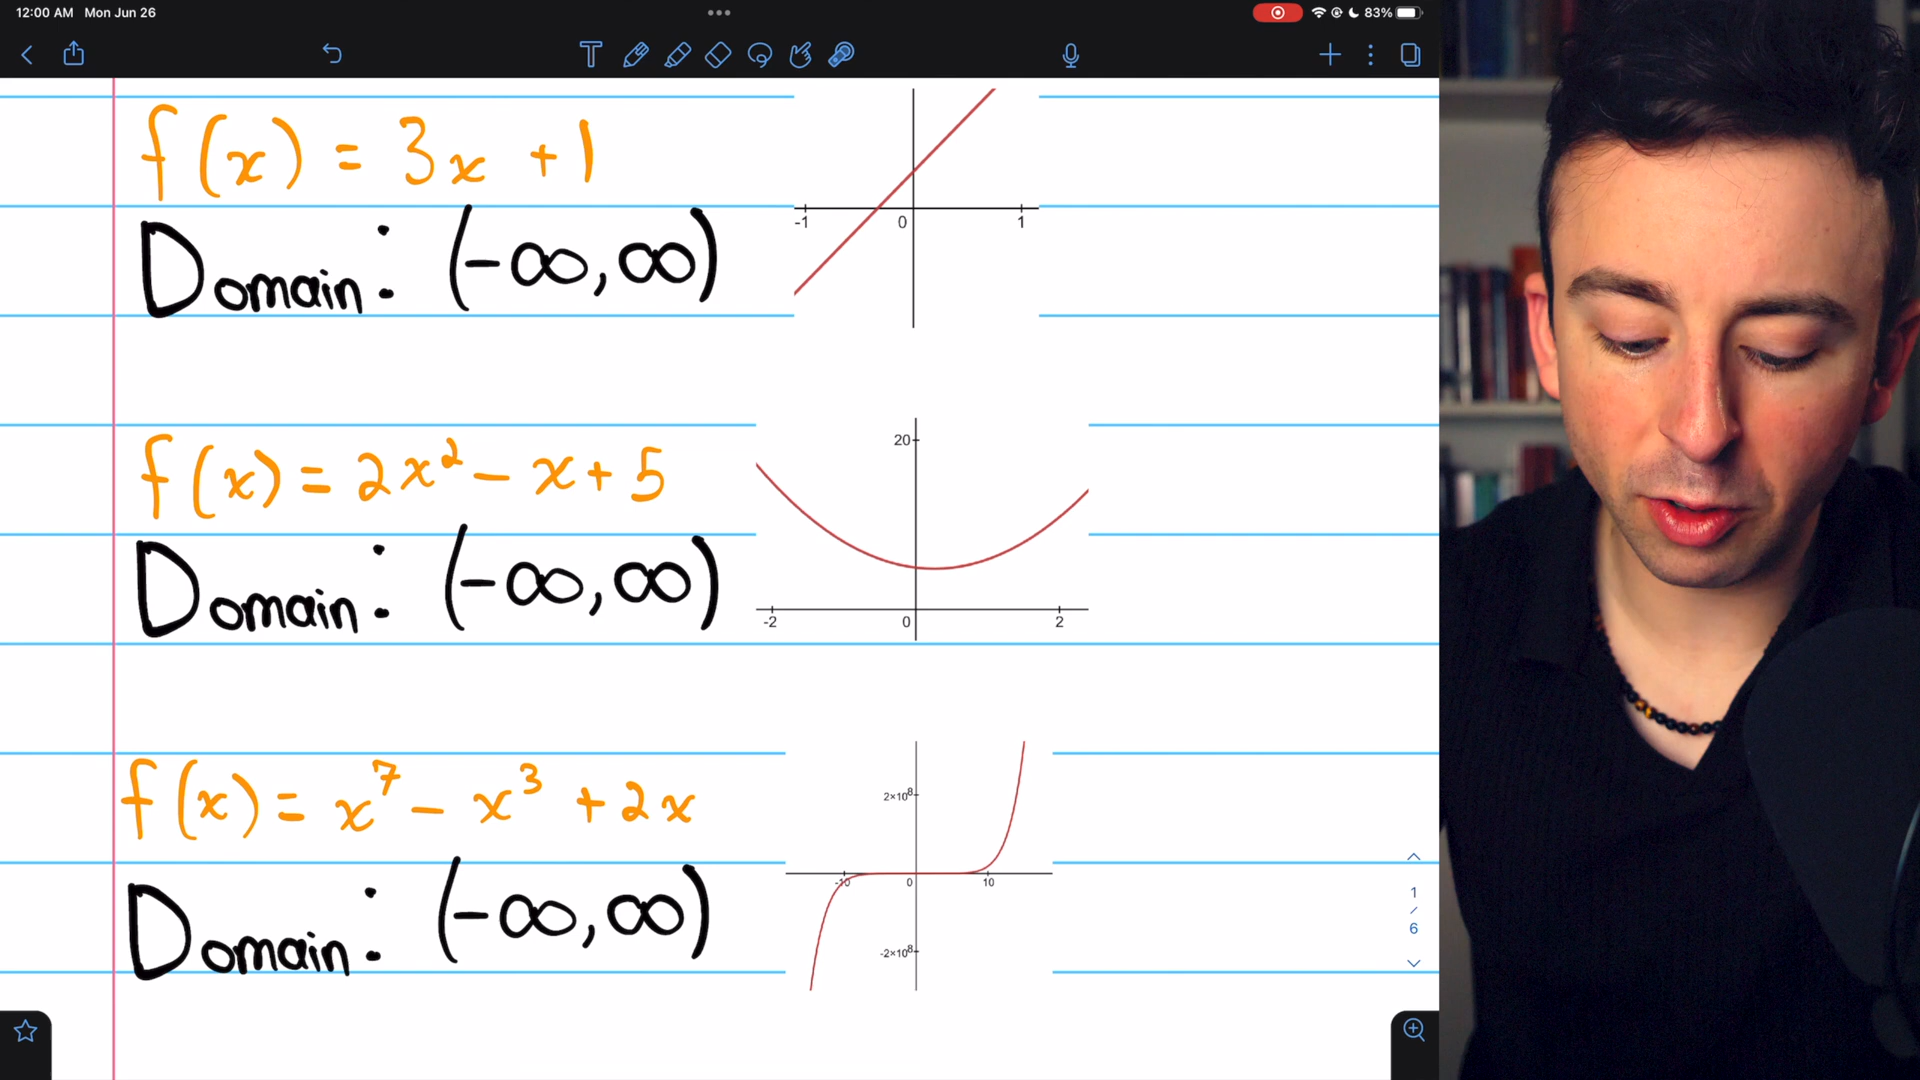 12:00 AM Mon Jun 26
83%
f(x) = 3x + 1
Domain: (-∞, ∞)
-1 0 1
20
f(x) = 2x² - x + 5
Domain: (-∞, ∞)
-2 0 2
f(x) = x⁷ - x³ + 2x
2×10⁸
-10 0 10
Domain: (-∞, ∞)
-2×10⁸
1
/
6